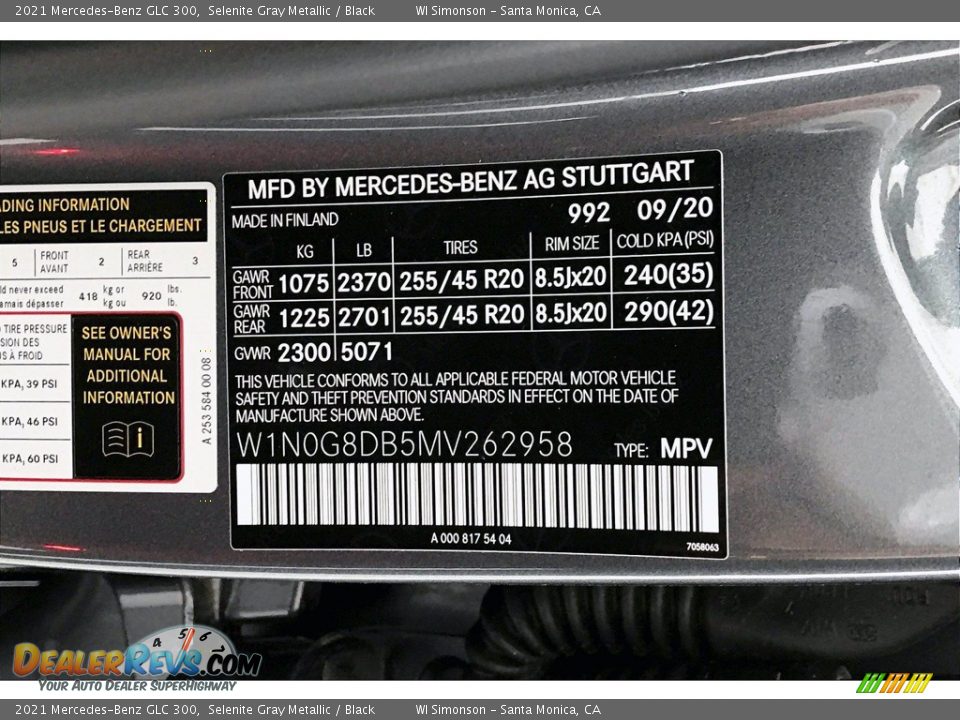 2021 Mercedes-Benz GLC 300, Selenite Gray Metallic / Black WI Simonson - Santa Monica, CA
ADING INFORMATION
LES PNEUS ET LE CHARGEMENT
5 FRONT AVANT 2 REAR ARRIÈRE 3
never exceed 418 kg or 920 lbs.
jamais dépasser kg ou lb.
TIRE PRESSURE
DES
À FROID
KPA, 39 PSI
KPA, 46 PSI
KPA, 60 PSI
SEE OWNER'S
MANUAL FOR
ADDITIONAL
INFORMATION
i
A 253 584 00 08
MFD BY MERCEDES-BENZ AG STUTTGART
MADE IN FINLAND 992 09/20
KG LB TIRES RIM SIZE COLD KPA(PSI)
GAWR FRONT 1075 2370 255/45 R20 8.5Jx20 240(35)
GAWR REAR 1225 2701 255/45 R20 8.5Jx20 290(42)
GVWR 2300 5071
THIS VEHICLE CONFORMS TO ALL APPLICABLE FEDERAL MOTOR VEHICLE
SAFETY AND THEFT PREVENTION STANDARDS IN EFFECT ON THE DATE OF
MANUFACTURE SHOWN ABOVE.
W1N0G8DB5MV262958 TYPE: MPV
A 000 817 54 04
7058063
4 5 6
DEALERREVS.COM
YOUR AUTO DEALER SUPERHIGHWAY
2021 Mercedes-Benz GLC 300, Selenite Gray Metallic / Black WI Simonson - Santa Monica, CA